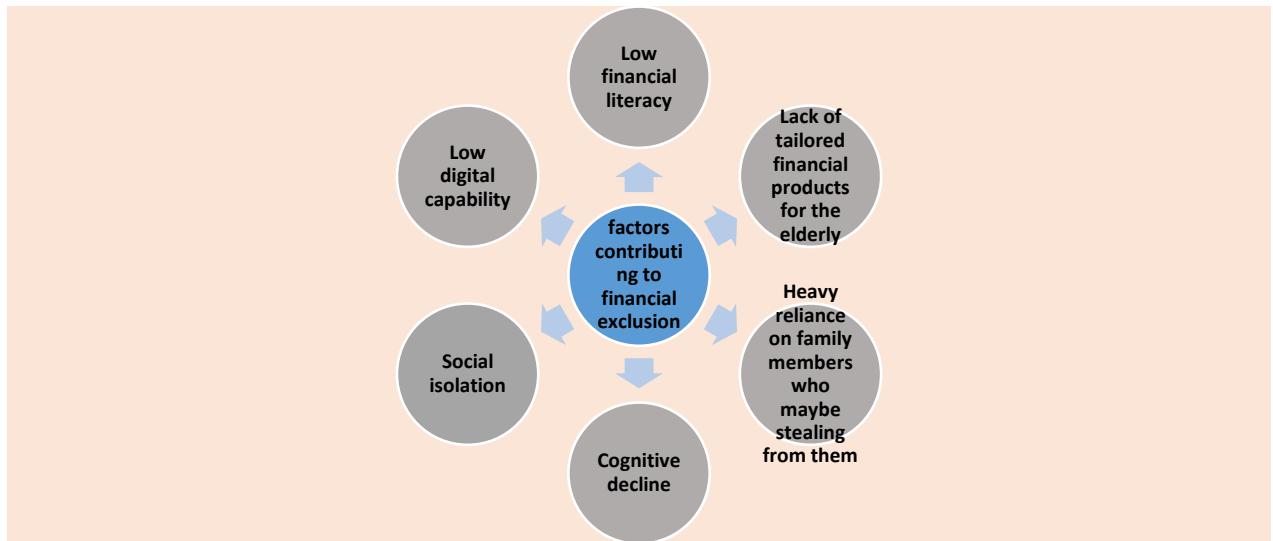 Low
financial
literacy
Lack of
tailored
financial
products
for the
elderly
Heavy
reliance
on family
members
who
maybe
stealing
from them
Cognitive
decline
Social
isolation
Low
digital
capability
factors
contributi
ng to
financial
exclusion